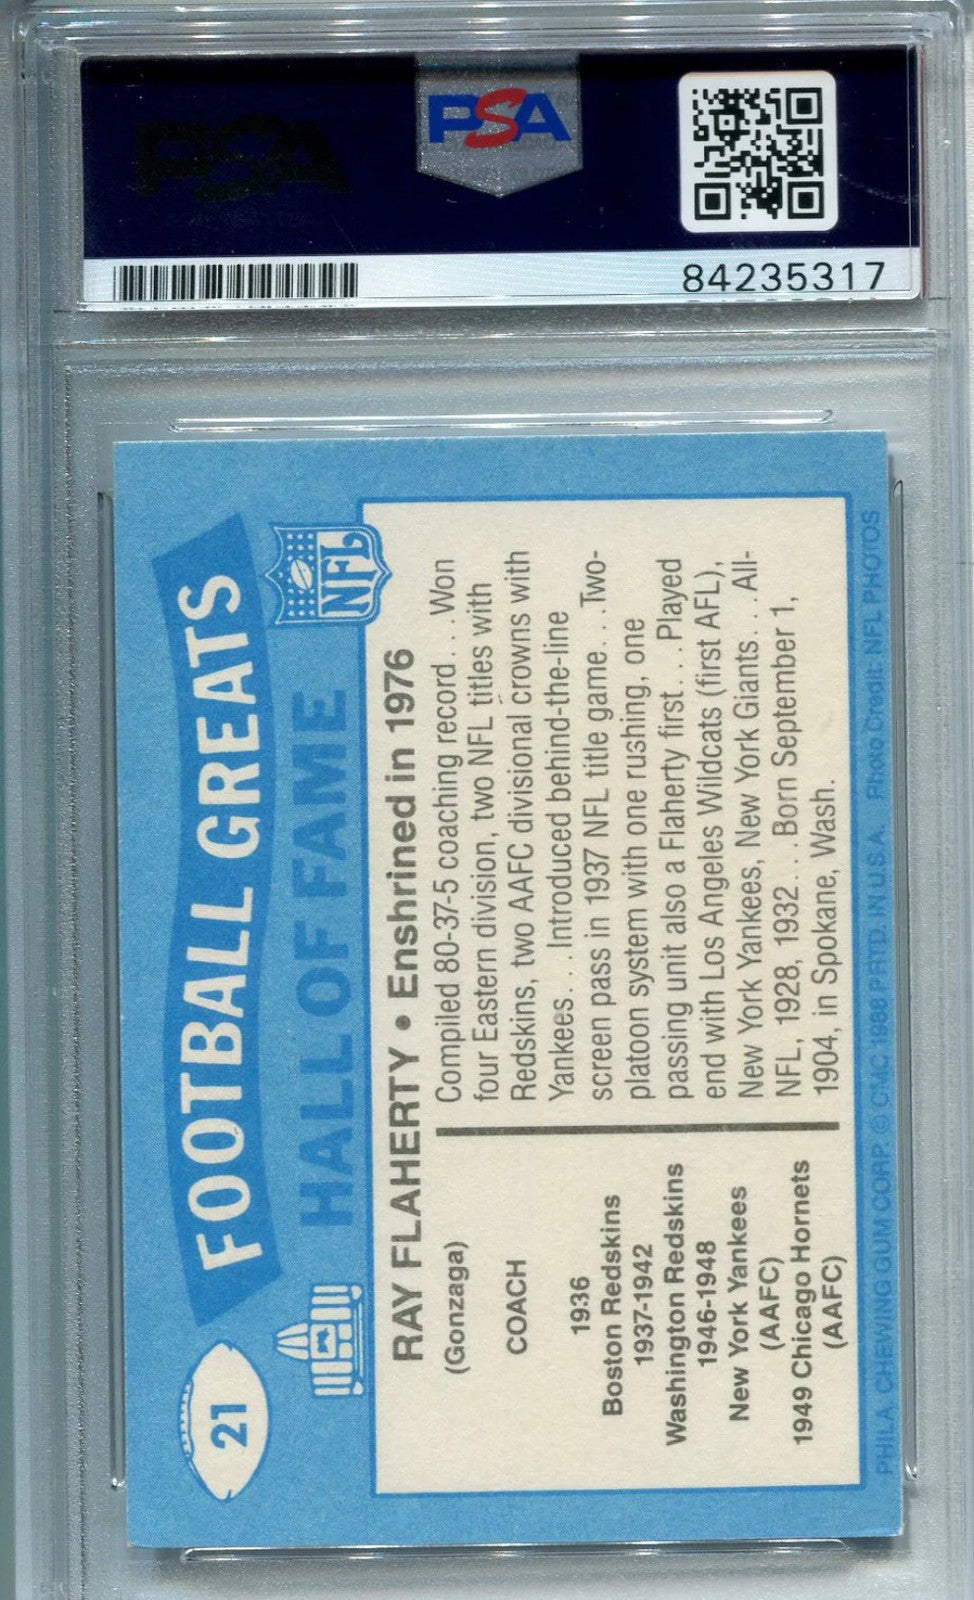 PSA
PSA
84235317
21
FOOTBALL GREATS
HALL OF FAME
NFL
RAY FLAHERTY • Enshrined in 1976
(Gonzaga)
COACH
1936
Boston Redskins
1937-1942
Washington Redskins
1946-1948
New York Yankees
(AAFC)
1949 Chicago Hornets
(AAFC)
Compiled 80-37-5 coaching record...Won
four Eastern division, two NFL titles with
Redskins, two AAFC divisional crowns with
Yankees...Introduced behind-the-line
screen pass in 1937 NFL title game...Two-
platoon system with one rushing, one
passing unit also a Flaherty first...Played
end with Los Angeles Wildcats (first AFL),
New York Yankees, New York Giants...All-
NFL, 1928, 1932...Born September 1,
1904, in Spokane, Wash.
PHILA. CHEWING GUM CORP. © CVC 1988 PRTD. IN U.S.A. Photo Credit: NFL PHOTOS